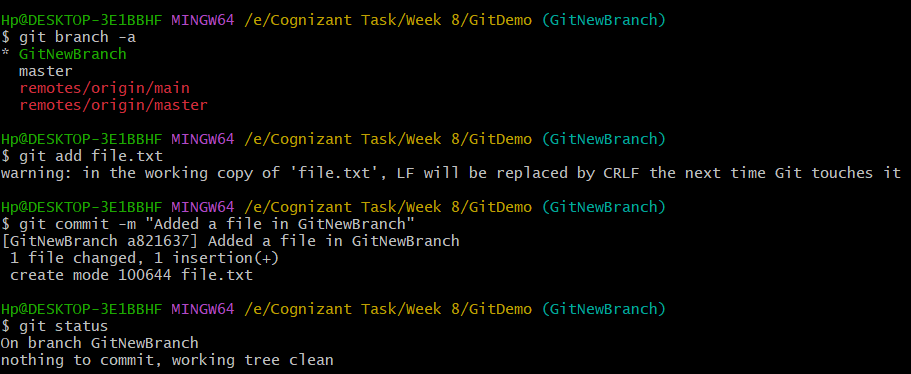 Hp@DESKTOP-3E1BBHF MINGW64 /e/Cognizant Task/Week 8/GitDemo (GitNewBranch)
$ git branch -a
* GitNewBranch
  master
  remotes/origin/main
  remotes/origin/master

Hp@DESKTOP-3E1BBHF MINGW64 /e/Cognizant Task/Week 8/GitDemo (GitNewBranch)
$ git add file.txt
warning: in the working copy of 'file.txt', LF will be replaced by CRLF the next time Git touches it

Hp@DESKTOP-3E1BBHF MINGW64 /e/Cognizant Task/Week 8/GitDemo (GitNewBranch)
$ git commit -m "Added a file in GitNewBranch"
[GitNewBranch a821637] Added a file in GitNewBranch
 1 file changed, 1 insertion(+)
 create mode 100644 file.txt

Hp@DESKTOP-3E1BBHF MINGW64 /e/Cognizant Task/Week 8/GitDemo (GitNewBranch)
$ git status
On branch GitNewBranch
nothing to commit, working tree clean